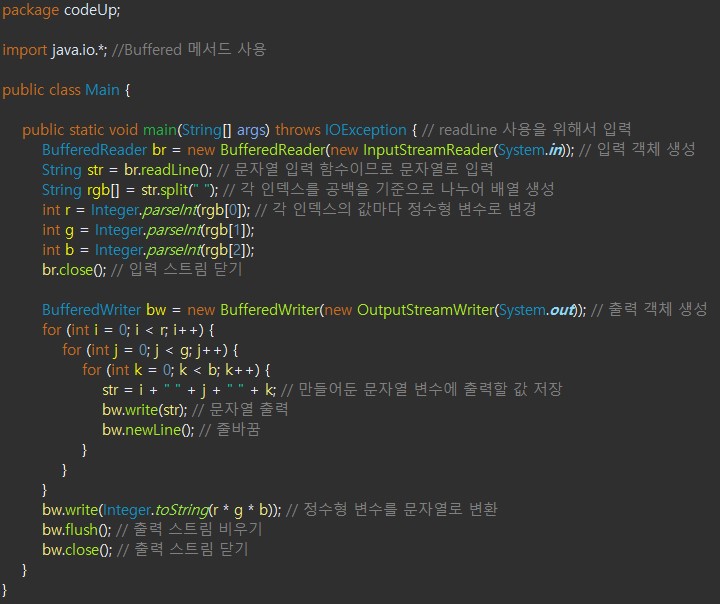 package codeUp;
import java.io.*; //Buffered 메서드 사용
public class Main {
public static void main(String[] args) throws IOException { // readLine 사용을 위해서 입력
BufferedReader br = new BufferedReader(new InputStreamReader(System.in)); // 입력 객체 생성
String str = br.readLine(); // 문자열 입력 함수이므로 문자열로 입력
String rgb[] = str.split(" "); // 각 인덱스를 공백을 기준으로 나누어 배열 생성
int r = Integer.parseInt(rgb[0]); // 각 인덱스의 값마다 정수형 변수로 변경
int g = Integer.parseInt(rgb[1]);
int b = Integer.parseInt(rgb[2]);
br.close(); // 입력 스트림 닫기
BufferedWriter bw = new BufferedWriter(new OutputStreamWriter(System.out)); // 출력 객체 생성
for (int i = 0; i < r; i++) {
for (int j = 0; j < g; j++) {
for (int k = 0; k < b; k++) {
str = i + " " + j + " " + k; // 만들어둔 문자열 변수에 출력할 값 저장
bw.write(str); // 문자열 출력
bw.newLine(); // 줄바꿈
}
}
}
bw.write(Integer.toString(r * g * b)); // 정수형 변수를 문자열로 변환
bw.flush(); // 출력 스트림 비우기
bw.close(); // 출력 스트림 닫기
}
}